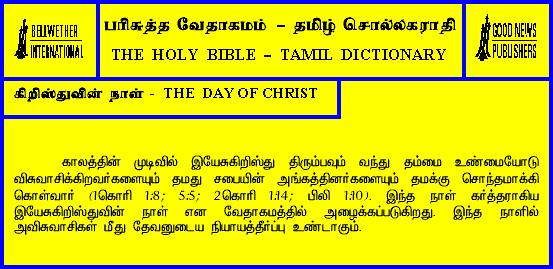 BELLWETHER
INTERNATIONAL
பரிசுத்த வேதாகமம் – தமிழ் சொல்லகராதி
THE HOLY BIBLE – TAMIL DICTIONARY
GOOD NEWS
PUBLISHERS
கிறிஸ்துவின் நாள் - THE DAY OF CHRIST
காலத்தின் முடிவில் இயேசுகிறிஸ்து திரும்பவும் வந்து தம்மை உண்மையோடு
விசுவாசிக்கிறவர்களையும் தமது சபையின் அங்கத்தினர்களையும் தமக்கு சொந்தமாக்கி
கொள்வார் (1கொரி 1:8; 5:5; 2கொரி 1:14; பிலி 1:10). இந்த நாள் கர்த்தராகிய
இயேசுகிறிஸ்துவின் நாள் என வேதாகமத்தில் அழைக்கப்படுகிறது. இந்த நாளில்
அவிசுவாசிகள் மீது தேவனுடைய நியாயத்தீர்ப்பு உண்டாகும்.